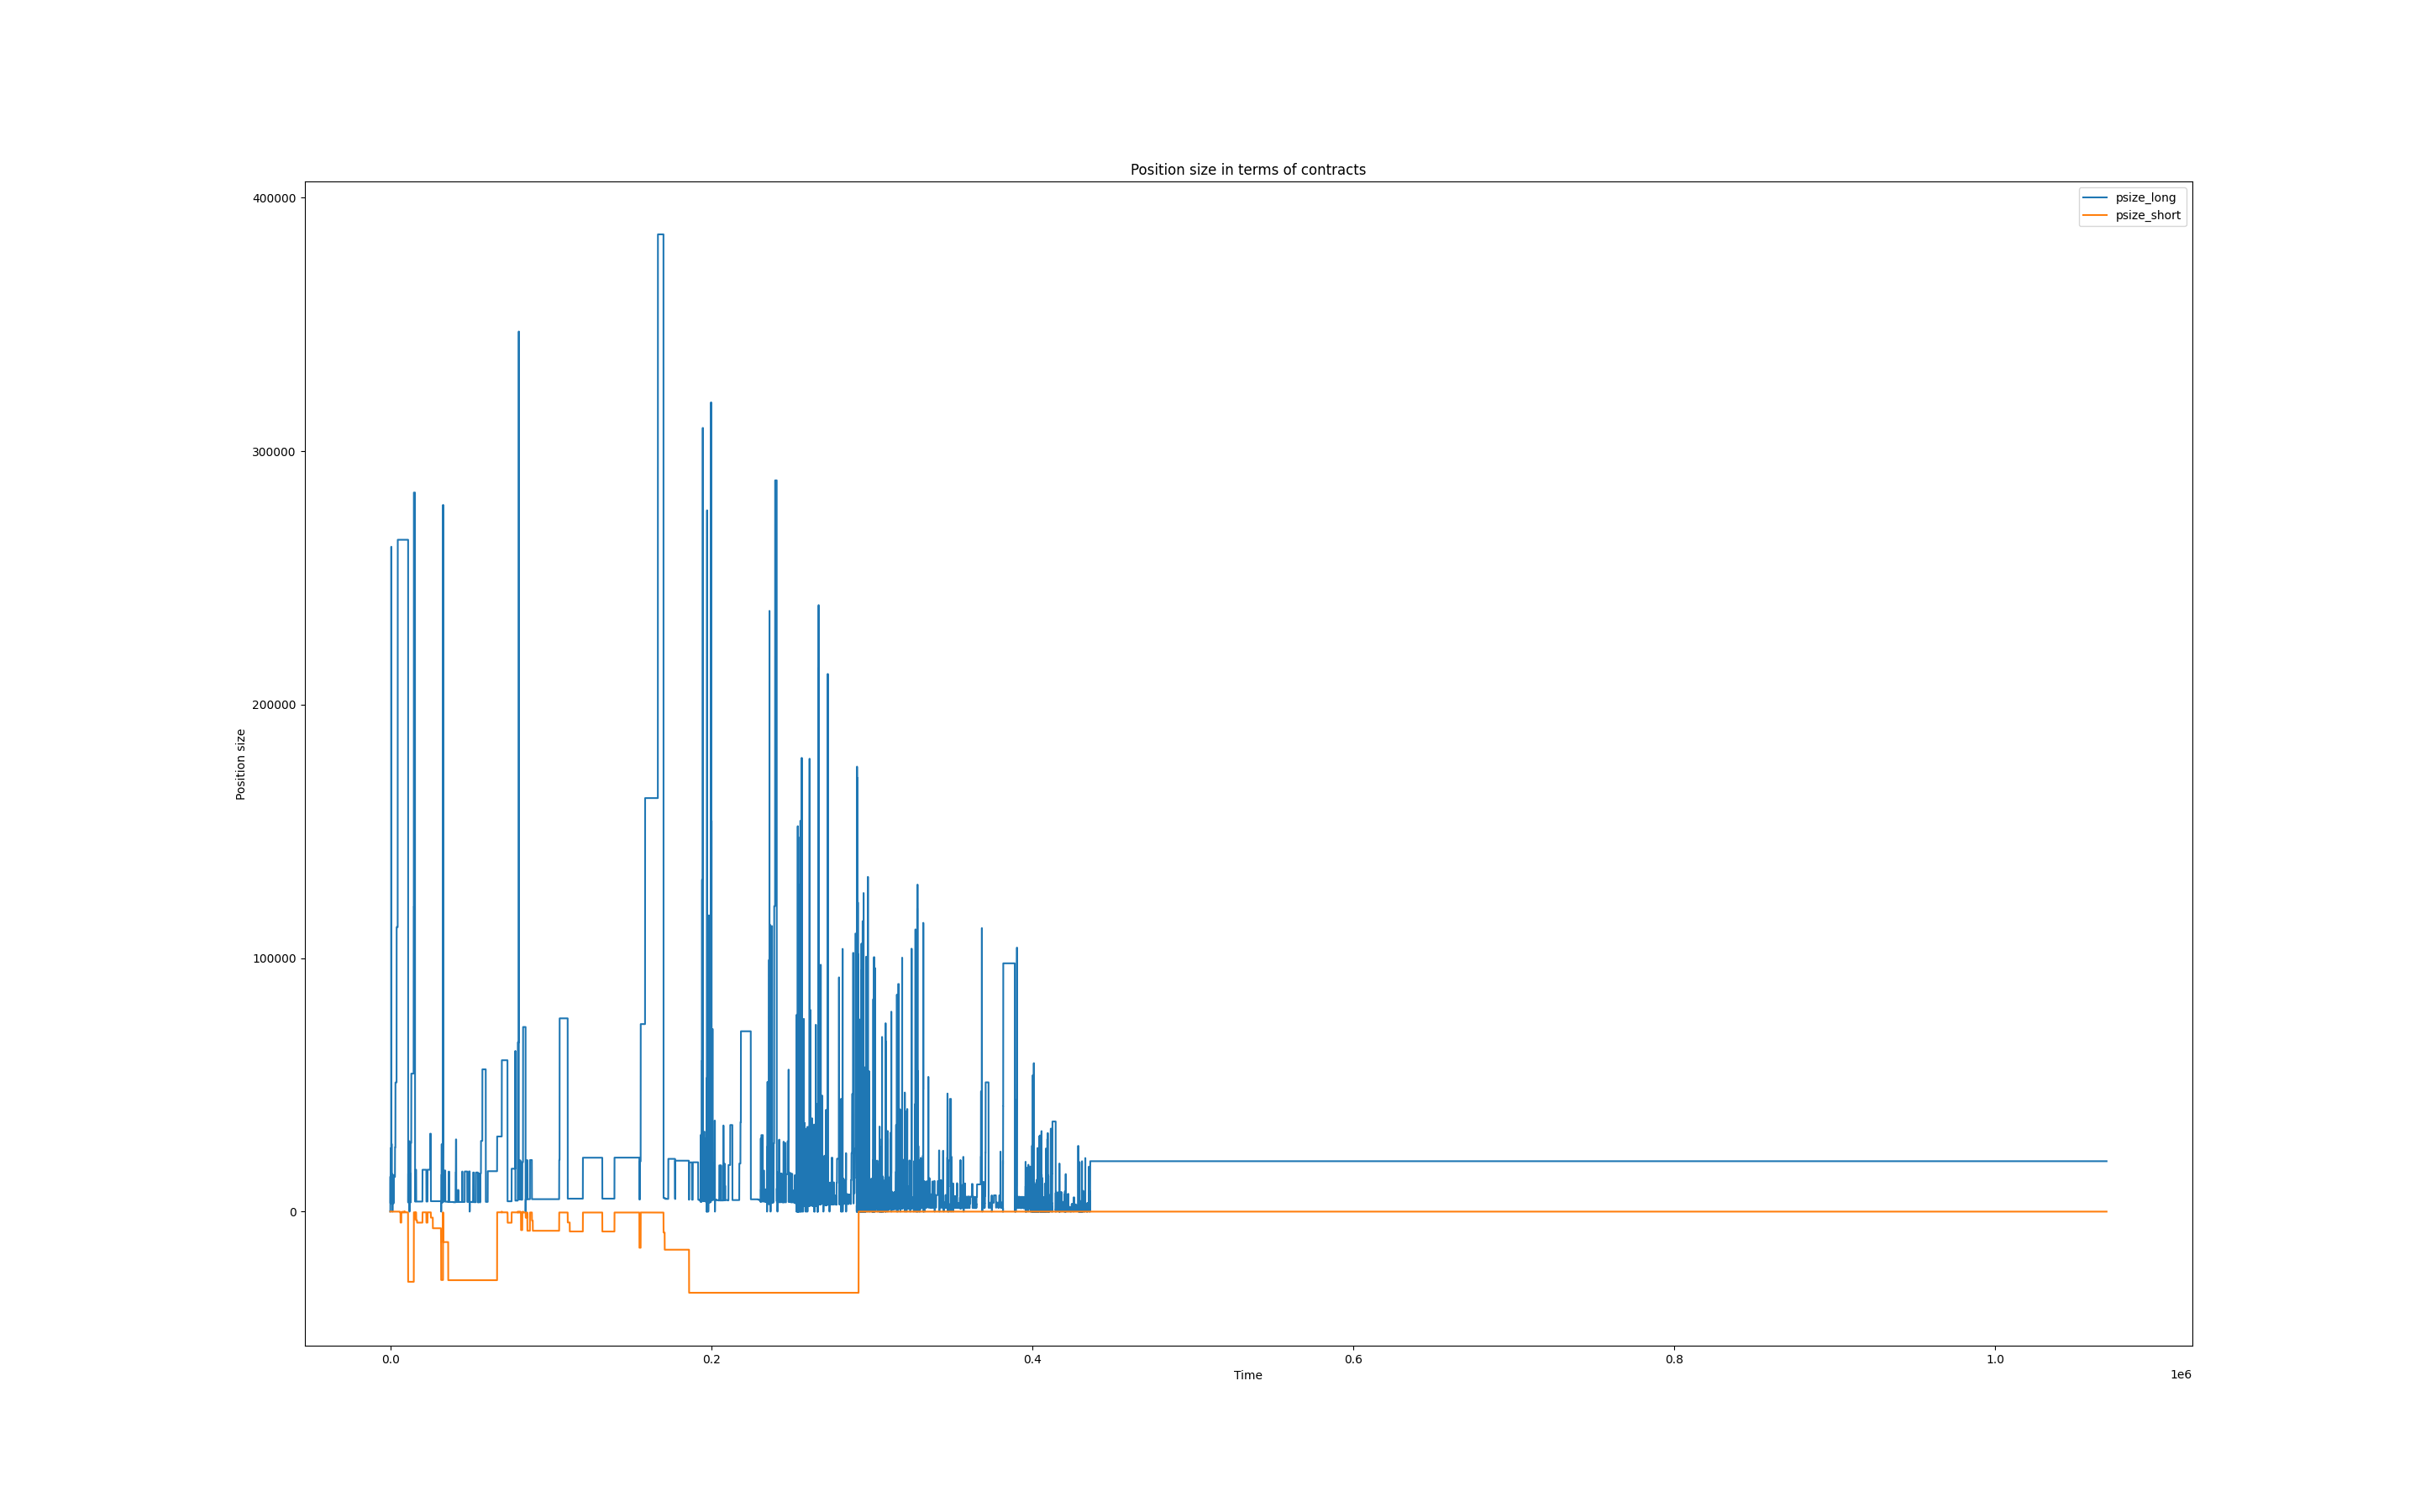 Position size in terms of contracts
psize_long
psize_short
400000
300000
200000
100000
0
Position size
0.0
0.2
0.4
0.6
0.8
1.0
Time
1e6